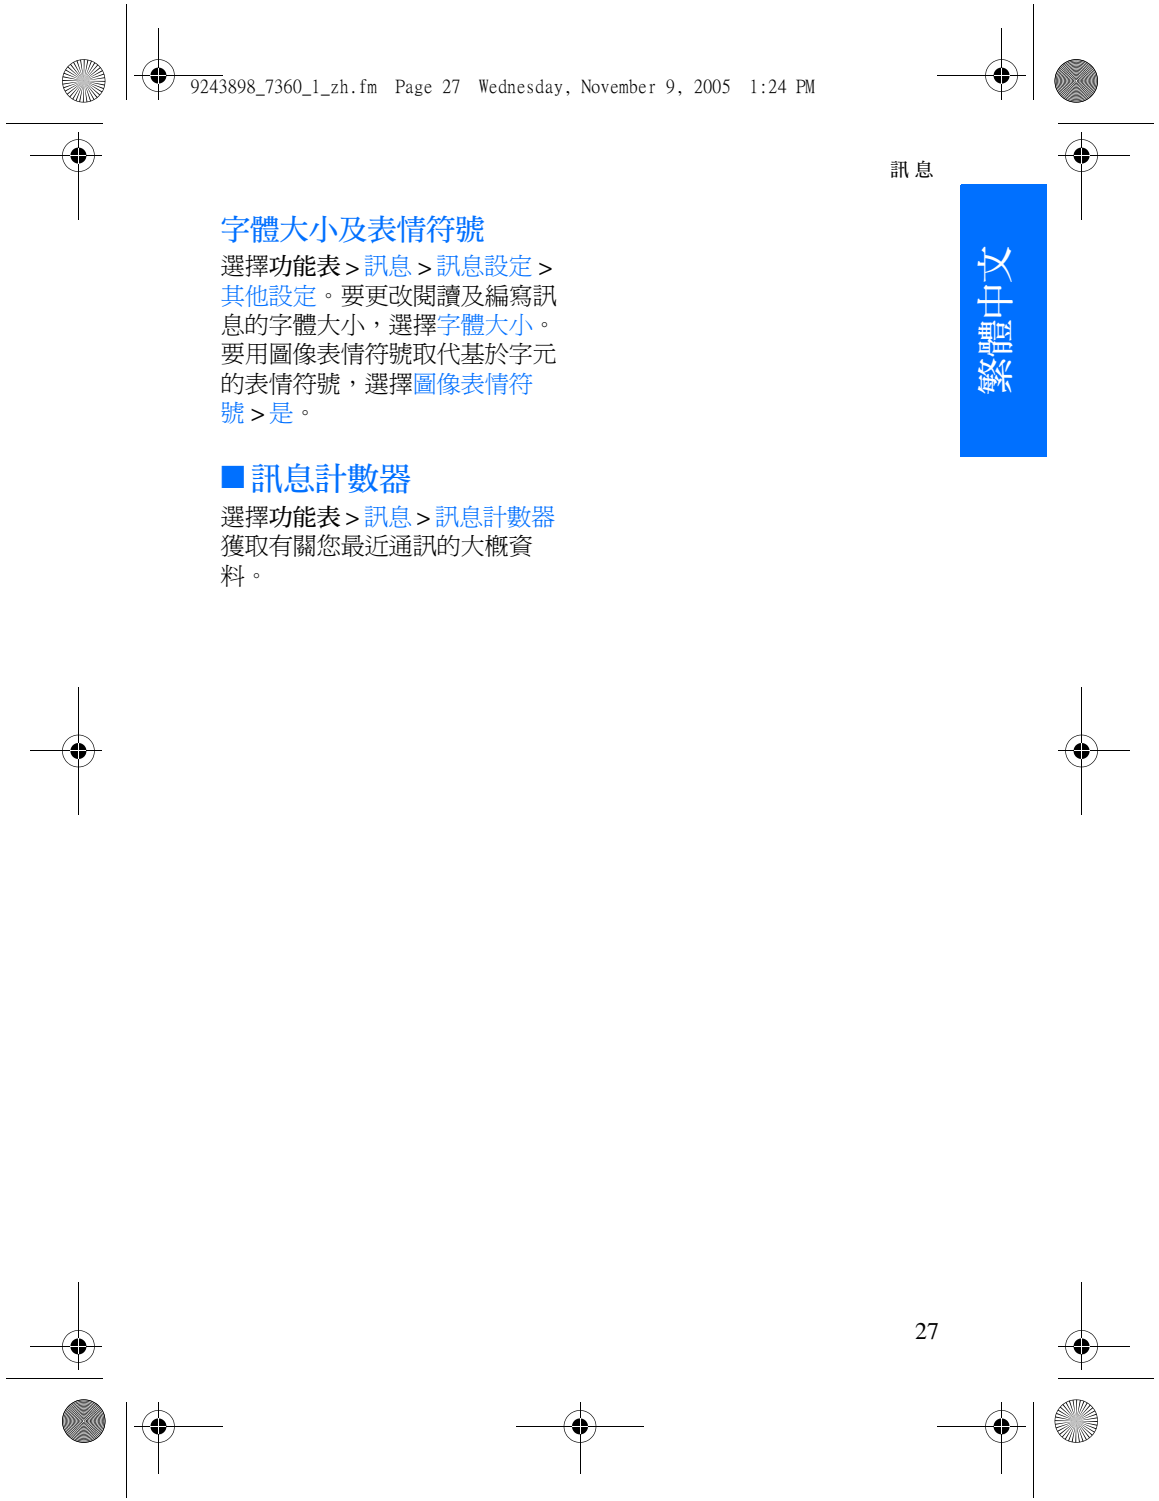 9243898_7360_1_zh.fm Page 27 Wednesday, November 9, 2005 1:24 PM
訊息
字體大小及表情符號
選擇功能表 > 訊息 > 訊息設定 >
其他設定。要更改閱讀及編寫訊
息的字體大小，選擇字體大小。
要用圖像表情符號取代基於字元
的表情符號，選擇圖像表情符
號 > 是。
■ 訊息計數器
選擇功能表 > 訊息 > 訊息計數器
獲取有關您最近通訊的大概資
料。
繁體中文
27